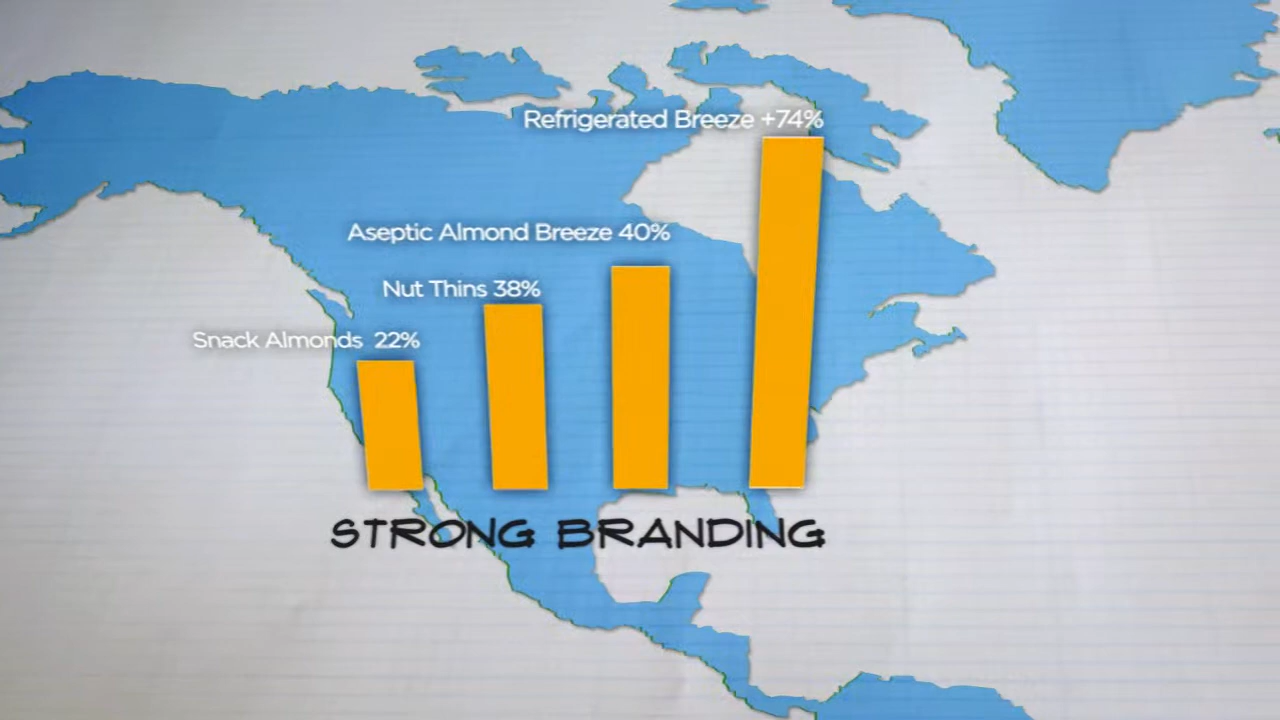 Refrigerated Breeze +74%
Aseptic Almond Breeze 40%
Nut Thins 38%
Snack Almonds 22%
STRONG BRANDING